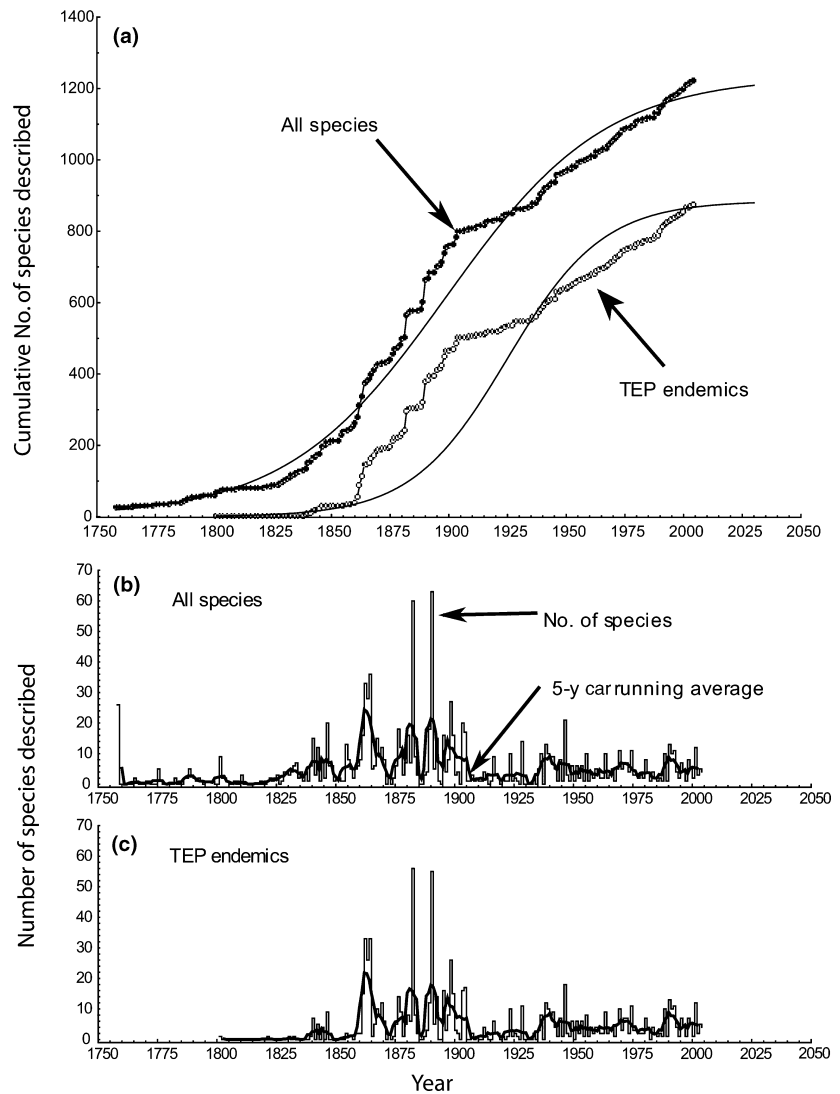 1400
(a)
1200
All species
1000
800
600
400
TEP endemics
200
0
1750 1775 1800 1825 1850 1875 1900 1925 1950 1975 2000 2025 2050
Cumulative No. of species described
70
(b)
All species
60
No. of species
50
40
5-y car running average
30
20
10
0
1750 1775 1800 1825 1850 1875 1900 1925 1950 1975 2000 2025 2050
Number of species described
70
(c)
TEP endemics
60
50
40
30
20
10
0
1750 1775 1800 1825 1850 1875 1900 1925 1950 1975 2000 2025 2050
Year